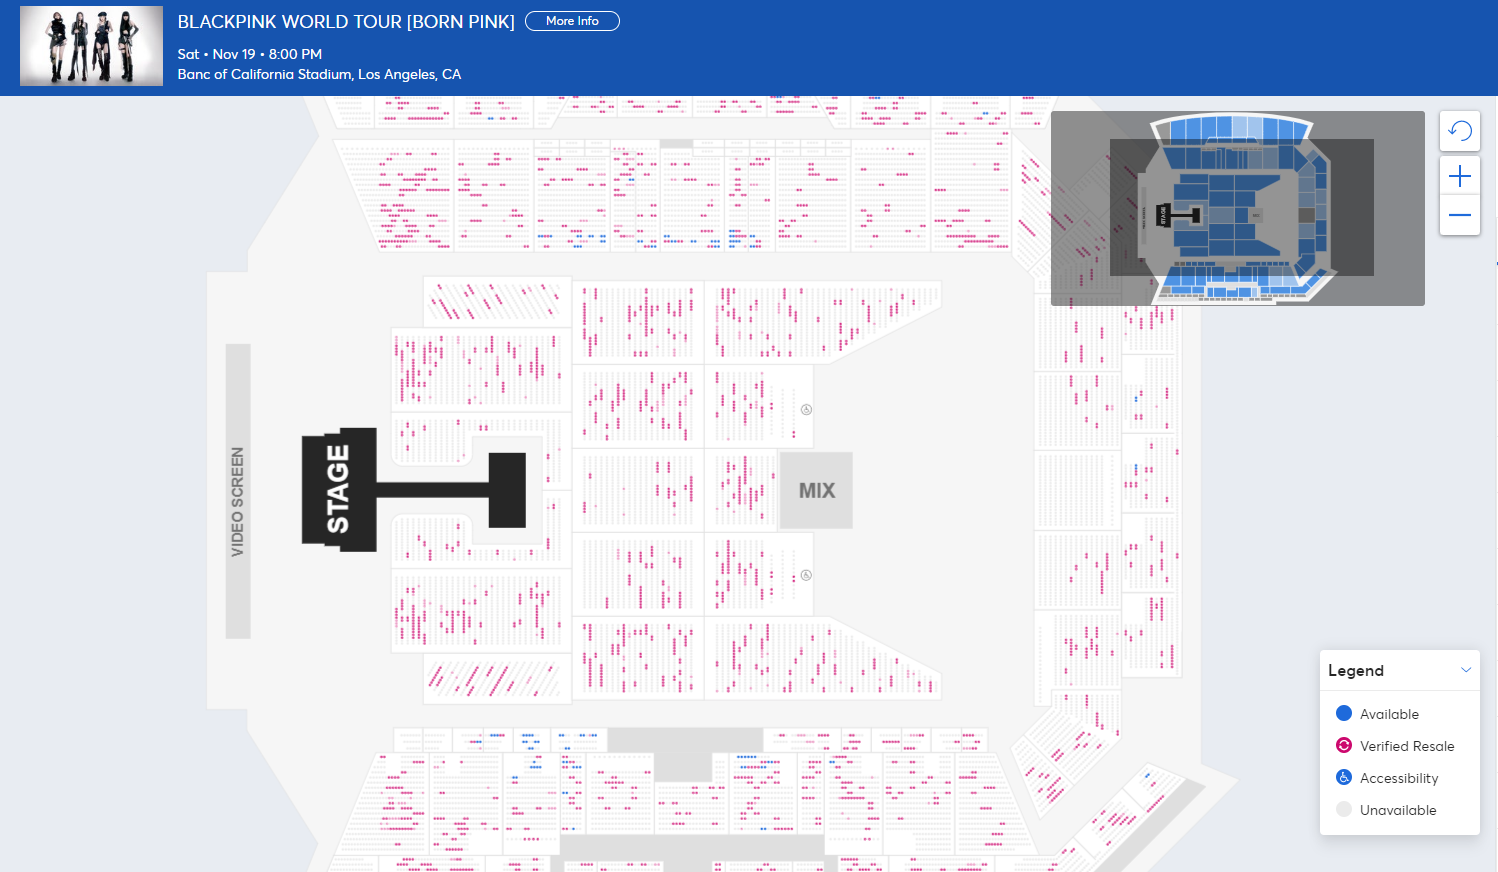 BLACKPINK WORLD TOUR [BORN PINK]
More Info
Sat • Nov 19 • 8:00 PM
Banc of California Stadium, Los Angeles, CA
VIDEO SCREEN
STAGE
MIX
Legend
Available
Verified Resale
Accessibility
Unavailable